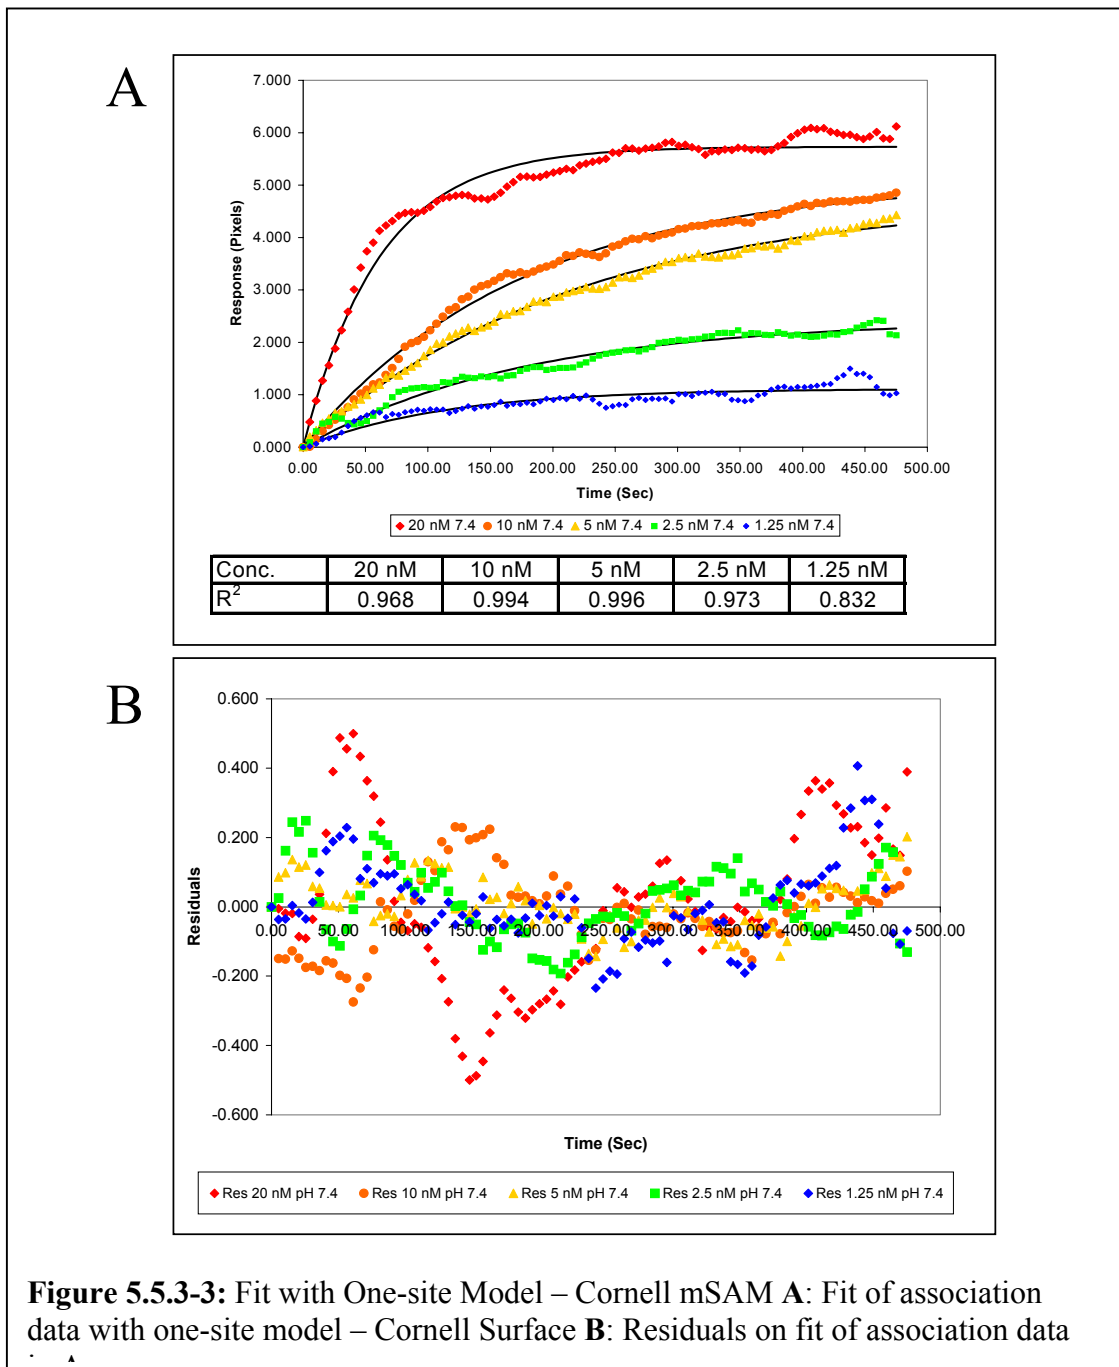 A
7.000
6.000
5.000
4.000
3.000
2.000
1.000
0.000
Response (Pixels)
0.00 50.00 100.00 150.00 200.00 250.00 300.00 350.00 400.00 450.00 500.00
Time (Sec)
20 nM 7.4 10 nM 7.4 5 nM 7.4 2.5 nM 7.4 1.25 nM 7.4
Conc. 20 nM 10 nM 5 nM 2.5 nM 1.25 nM
R2 0.968 0.994 0.996 0.973 0.832
B
0.600
0.400
0.200
0.000
-0.200
-0.400
-0.600
Residuals
0.00 50.00 100.00 150.00 200.00 250.00 300.00 350.00 400.00 450.00 500.00
Time (Sec)
Res 20 nM pH 7.4 Res 10 nM pH 7.4 Res 5 nM pH 7.4 Res 2.5 nM pH 7.4 Res 1.25 nM pH 7.4
Figure 5.5.3-3: Fit with One-site Model – Cornell mSAM A: Fit of association
data with one-site model – Cornell Surface B: Residuals on fit of association data